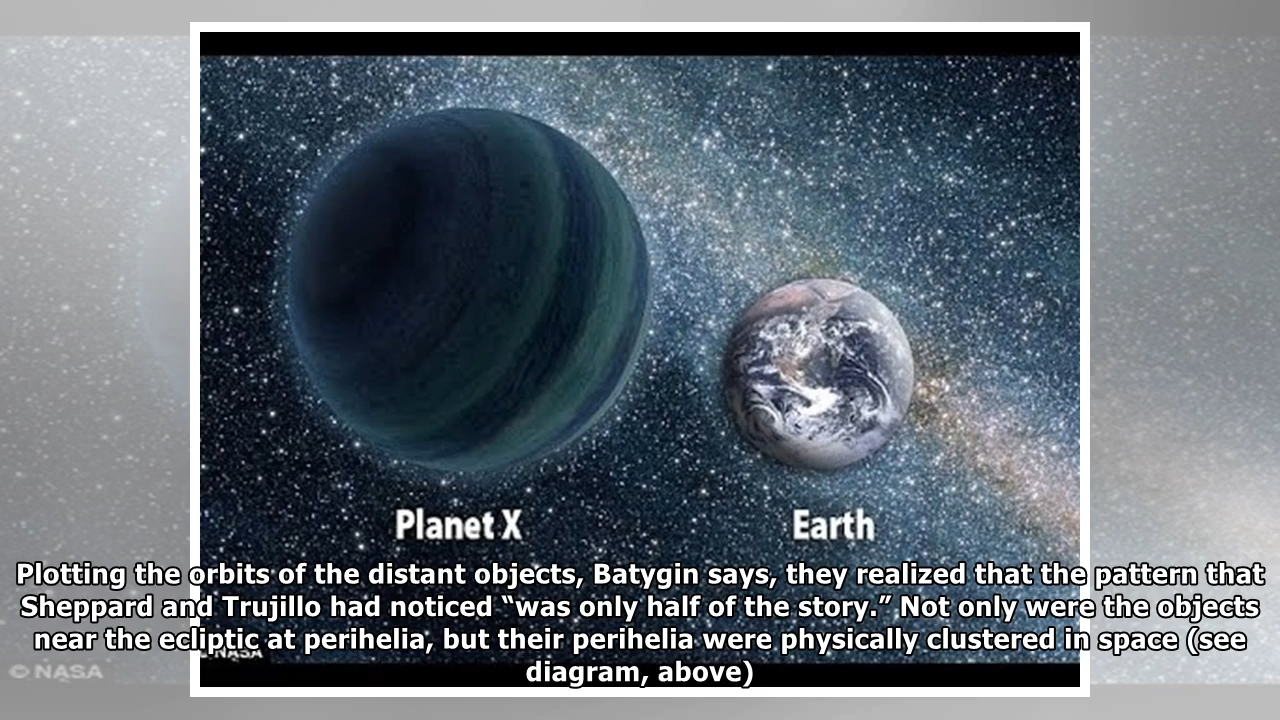 Planet X
Earth
Plotting the orbits of the distant objects, Batygin says, they realized that the pattern that
Sheppard and Trujillo had noticed “was only half of the story.” Not only were the objects
near the ecliptic at perihelia, but their perihelia were physically clustered in space (see
diagram, above)
© NASA
© NASA